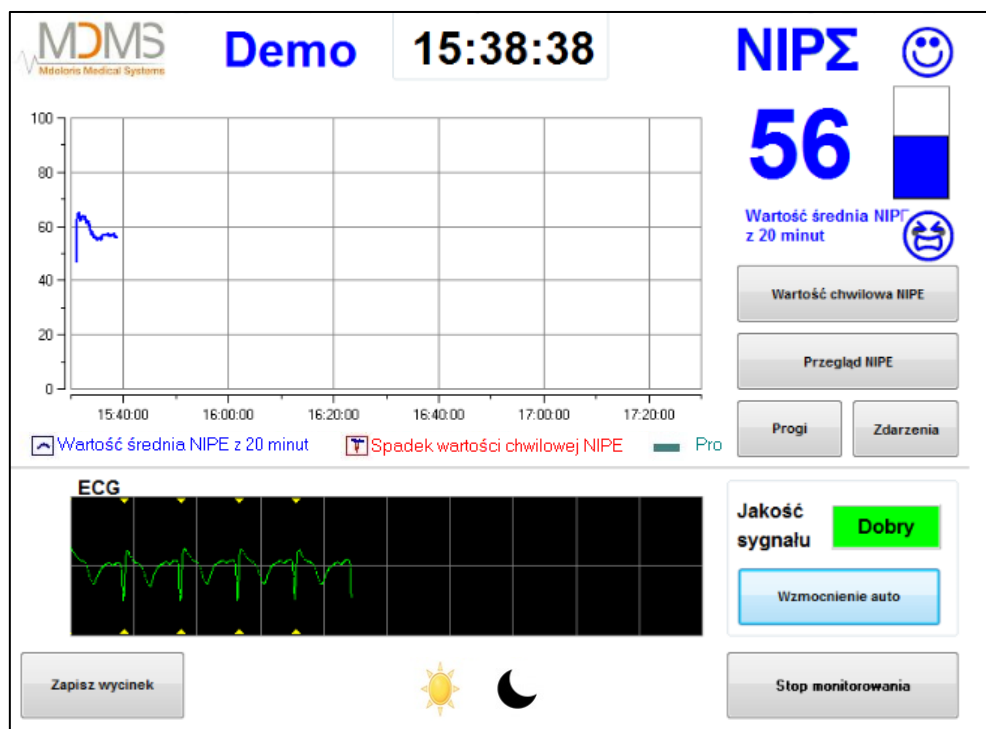 MDMS
Mdoloris Medical Systems
Demo
15:38:38
NIPΣ
56
Wartość średnia NIP
z 20 minut
100
80
60
40
20
0
15:40:00 16:00:00 16:20:00 16:40:00 17:00:00 17:20:00
Wartość średnia NIPE z 20 minut Spadek wartości chwilowej NIPE Pro
Wartość chwilowa NIPE
Przegląd NIPE
Progi
Zdarzenia
ECG
Jakość
sygnału
Dobry
Wzmocnienie auto
Zapisz wycinek
Stop monitorowania